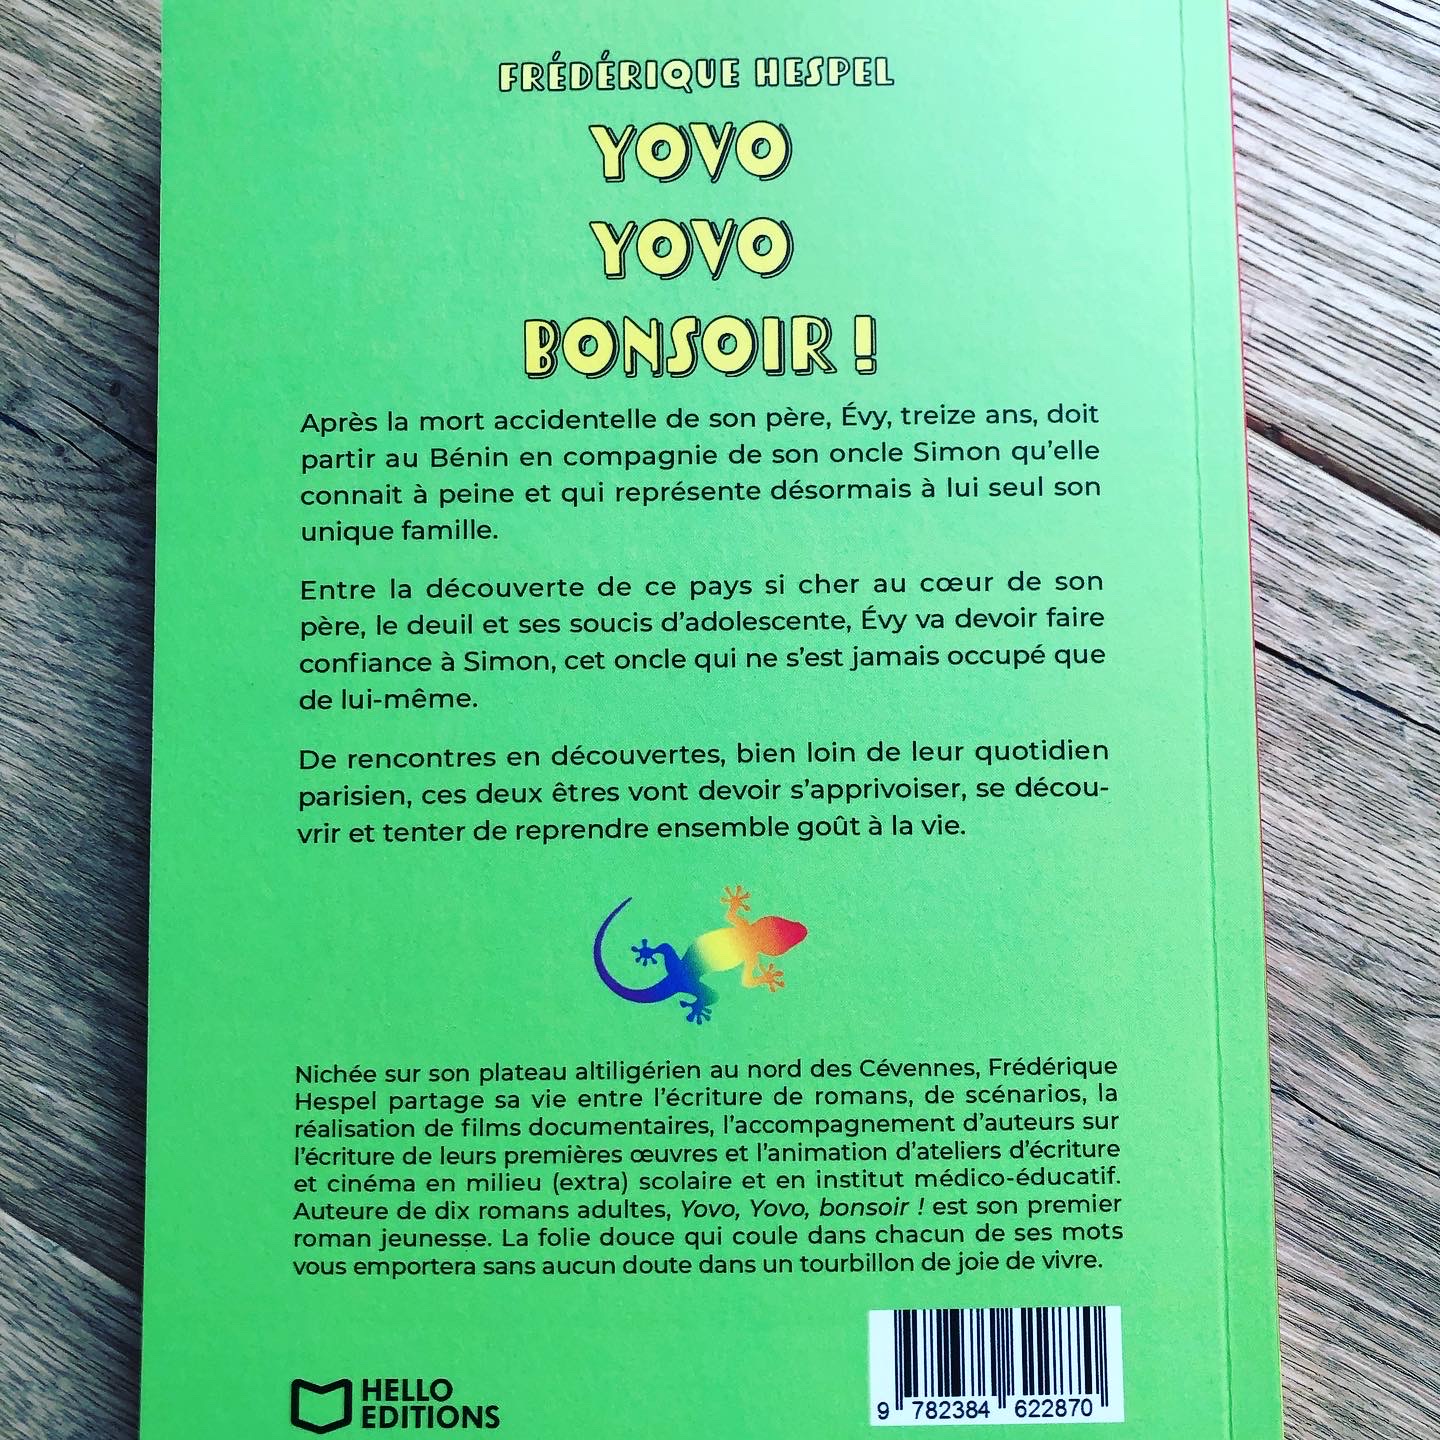 FRÉDÉRIQUE HESPEL
YOVO
YOVO
BONSOIR !
Après la mort accidentelle de son père, Évy, treize ans, doit
partir au Bénin en compagnie de son oncle Simon qu'elle
connait à peine et qui représente désormais à lui seul son
unique famille.
Entre la découverte de ce pays si cher au cœur de son
père, le deuil et ses soucis d'adolescente, Évy va devoir faire
confiance à Simon, cet oncle qui ne s'est jamais occupé que
de lui-même.
De rencontres en découvertes, bien loin de leur quotidien
parisien, ces deux êtres vont devoir s'apprivoiser, se décou-
vrir et tenter de reprendre ensemble goût à la vie.
Nichée sur son plateau altiligérien au nord des Cévennes, Frédérique
Hespel partage sa vie entre l'écriture de romans, de scénarios, la
réalisation de films documentaires, l'accompagnement d'auteurs sur
l'écriture de leurs premières œuvres et l'animation d'ateliers d'écriture
et cinéma en milieu (extra) scolaire et en institut médico-éducatif.
Auteure de dix romans adultes, Yovo, Yovo, bonsoir ! est son premier
roman jeunesse. La folie douce qui coule dans chacun de ses mots
vous emportera sans aucun doute dans un tourbillon de joie de vivre.
HELLO
EDITIONS
9 782384 622870